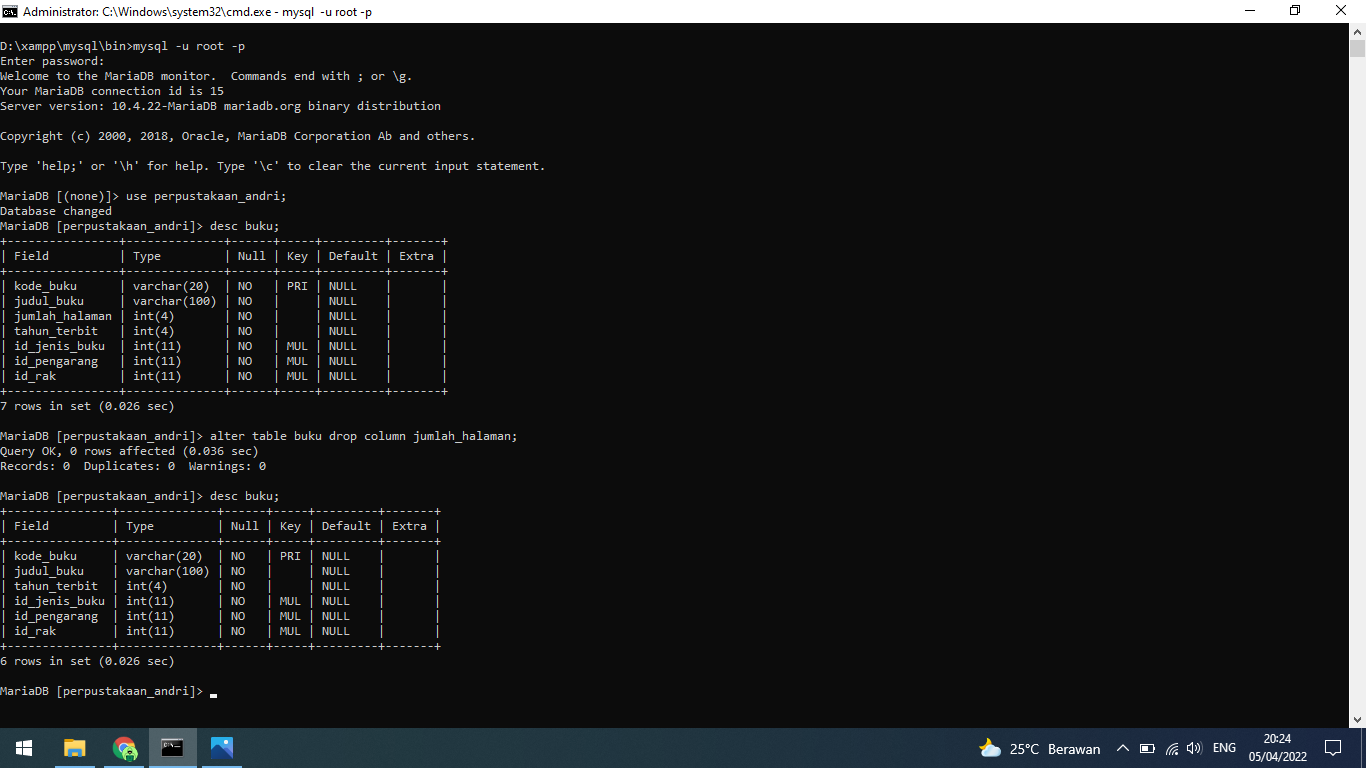 Administrator: C:\Windows\system32\cmd.exe - mysql  -u root -p
D:\xampp\mysql\bin>mysql -u root -p
Enter password:
Welcome to the MariaDB monitor.  Commands end with ; or \g.
Your MariaDB connection id is 15
Server version: 10.4.22-MariaDB mariadb.org binary distribution

Copyright (c) 2000, 2018, Oracle, MariaDB Corporation Ab and others.

Type 'help;' or '\h' for help. Type '\c' to clear the current input statement.

MariaDB [(none)]> use perpustakaan_andri;
Database changed
MariaDB [perpustakaan_andri]> desc buku;
+----------------+--------------+------+-----+---------+-------+
| Field          | Type         | Null | Key | Default | Extra |
+----------------+--------------+------+-----+---------+-------+
| kode_buku      | varchar(20)  | NO   | PRI | NULL    |       |
| judul_buku     | varchar(100) | NO   |     | NULL    |       |
| jumlah_halaman | int(4)       | NO   |     | NULL    |       |
| tahun_terbit   | int(4)       | NO   |     | NULL    |       |
| id_jenis_buku  | int(11)      | NO   | MUL | NULL    |       |
| id_pengarang   | int(11)      | NO   | MUL | NULL    |       |
| id_rak         | int(11)      | NO   | MUL | NULL    |       |
+----------------+--------------+------+-----+---------+-------+
7 rows in set (0.026 sec)

MariaDB [perpustakaan_andri]> alter table buku drop column jumlah_halaman;
Query OK, 0 rows affected (0.036 sec)
Records: 0  Duplicates: 0  Warnings: 0

MariaDB [perpustakaan_andri]> desc buku;
+---------------+--------------+------+-----+---------+-------+
| Field         | Type         | Null | Key | Default | Extra |
+---------------+--------------+------+-----+---------+-------+
| kode_buku     | varchar(20)  | NO   | PRI | NULL    |       |
| judul_buku    | varchar(100) | NO   |     | NULL    |       |
| tahun_terbit  | int(4)       | NO   |     | NULL    |       |
| id_jenis_buku | int(11)      | NO   | MUL | NULL    |       |
| id_pengarang  | int(11)      | NO   | MUL | NULL    |       |
| id_rak        | int(11)      | NO   | MUL | NULL    |       |
+---------------+--------------+------+-----+---------+-------+
6 rows in set (0.026 sec)

MariaDB [perpustakaan_andri]>
25°C  Berawan
ENG
20:24
05/04/2022